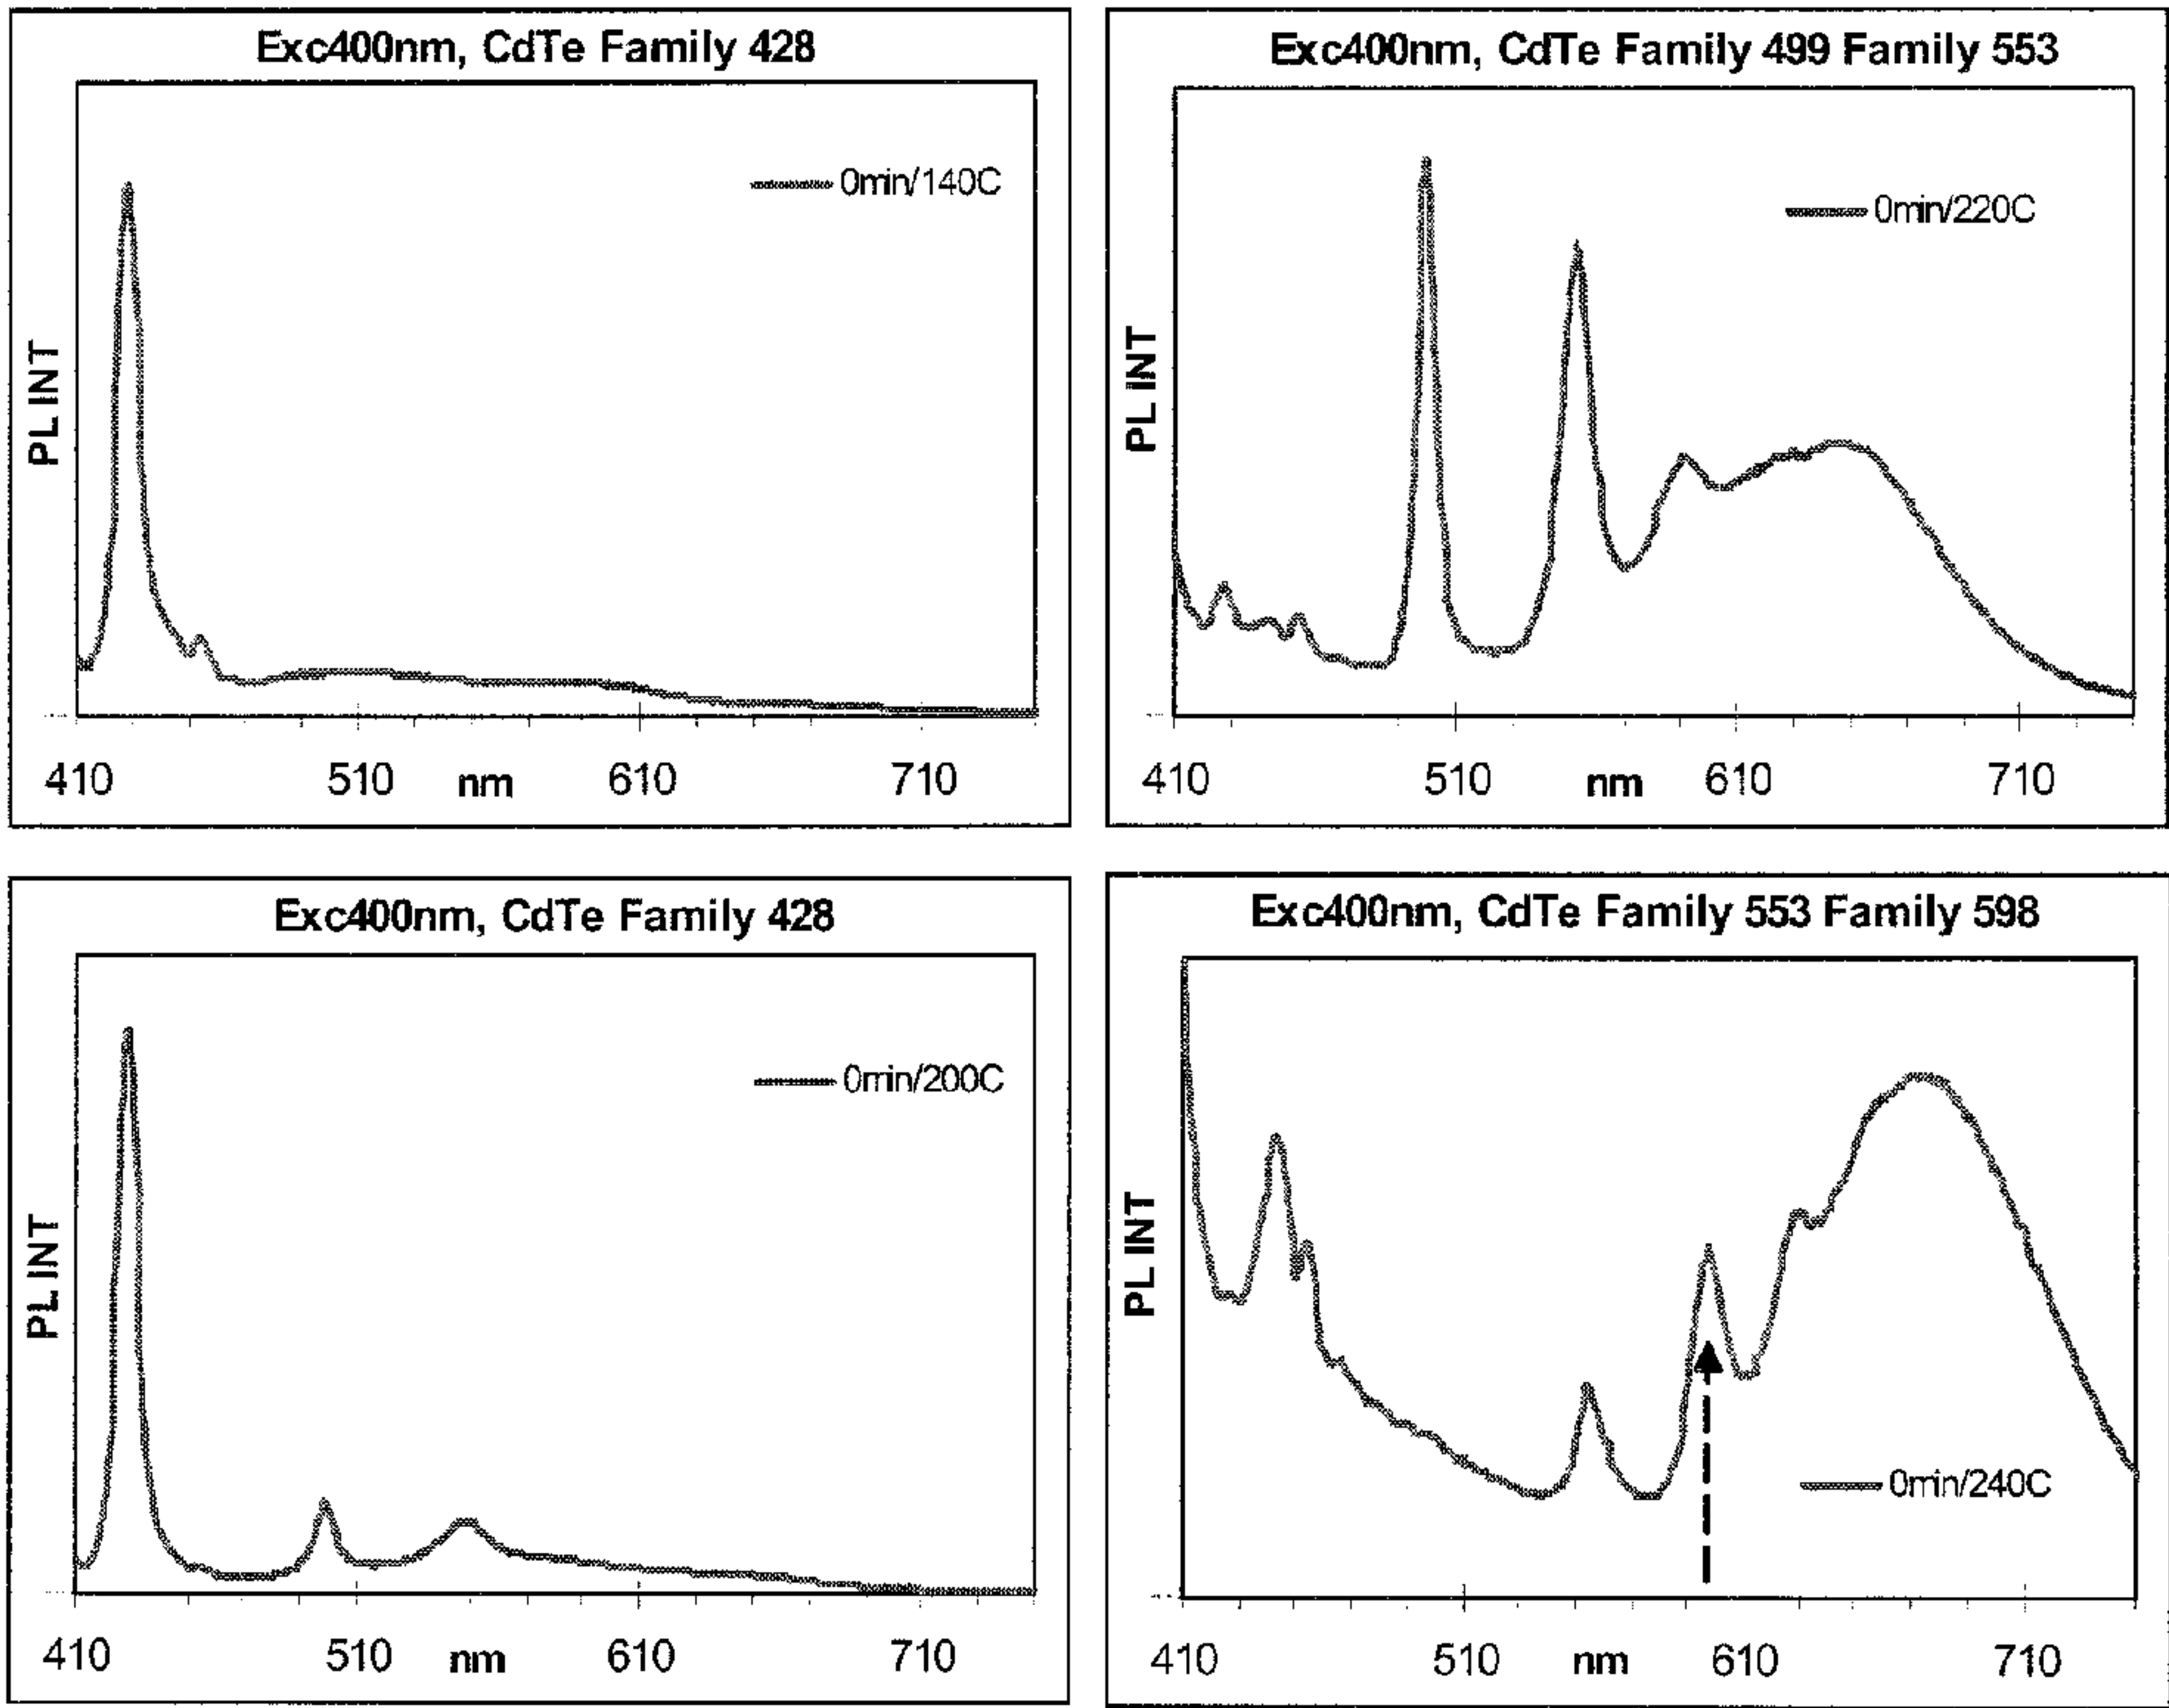 Exc400nm, CdTe Family 428
0min/140C
PL INT
410 510 nm 610 710
Exc400nm, CdTe Family 499 Family 553
0min/220C
PL INT
410 510 nm 610 710
Exc400nm, CdTe Family 428
0min/200C
PL INT
410 510 nm 610 710
Exc400nm, CdTe Family 553 Family 598
0min/240C
PL INT
410 510 nm 610 710